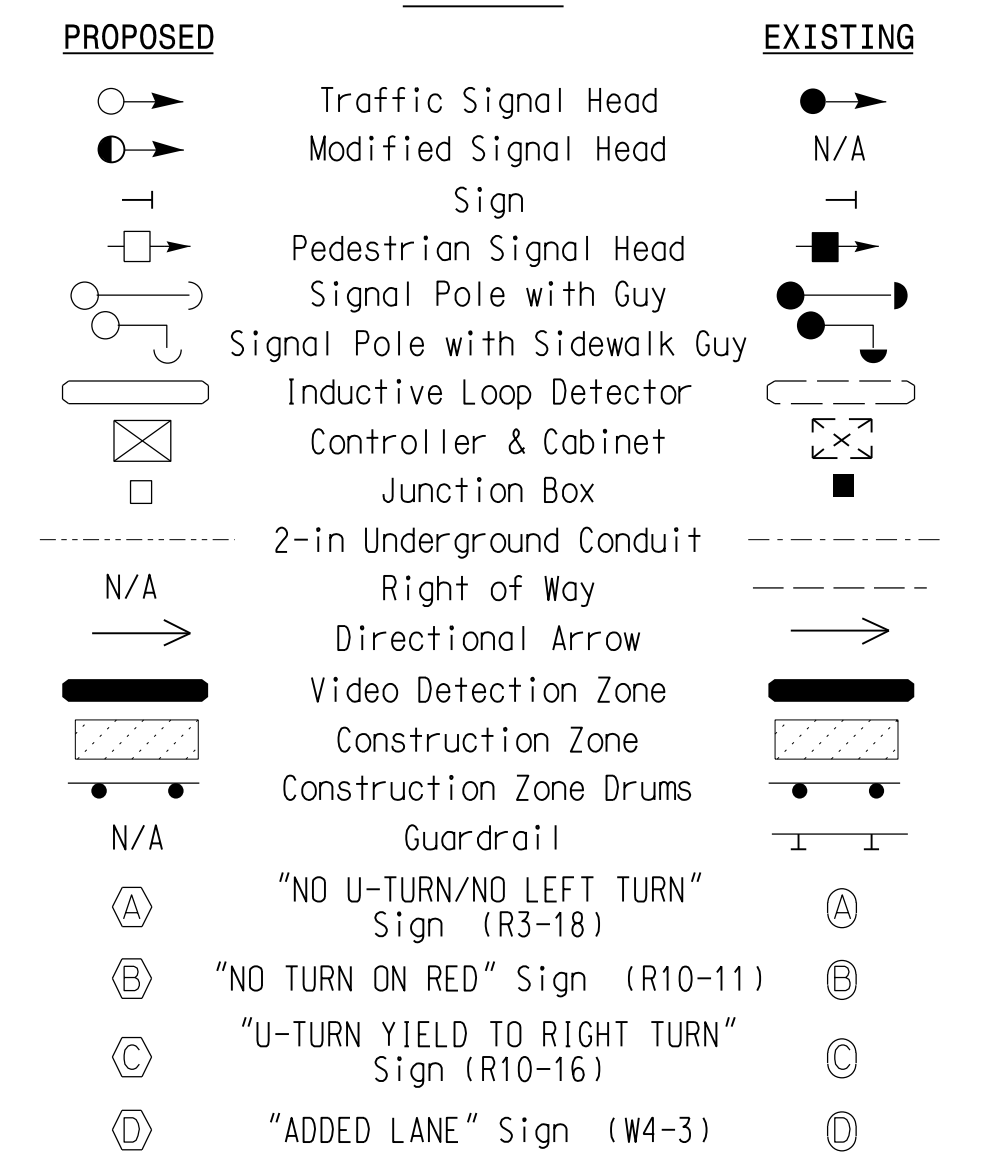 PROPOSED EXISTING
Traffic Signal Head
Modified Signal Head N/A
Sign
Pedestrian Signal Head
Signal Pole with Guy
Signal Pole with Sidewalk Guy
Inductive Loop Detector
Controller & Cabinet
Junction Box
2-in Underground Conduit
N/A Right of Way
Directional Arrow
Video Detection Zone
Construction Zone
Construction Zone Drums
N/A Guardrail
"NO U-TURN/NO LEFT TURN"
A Sign (R3-18) A
B "NO TURN ON RED" Sign (R10-11) B
"U-TURN YIELD TO RIGHT TURN"
C Sign (R10-16) C
D "ADDED LANE" Sign (W4-3) D